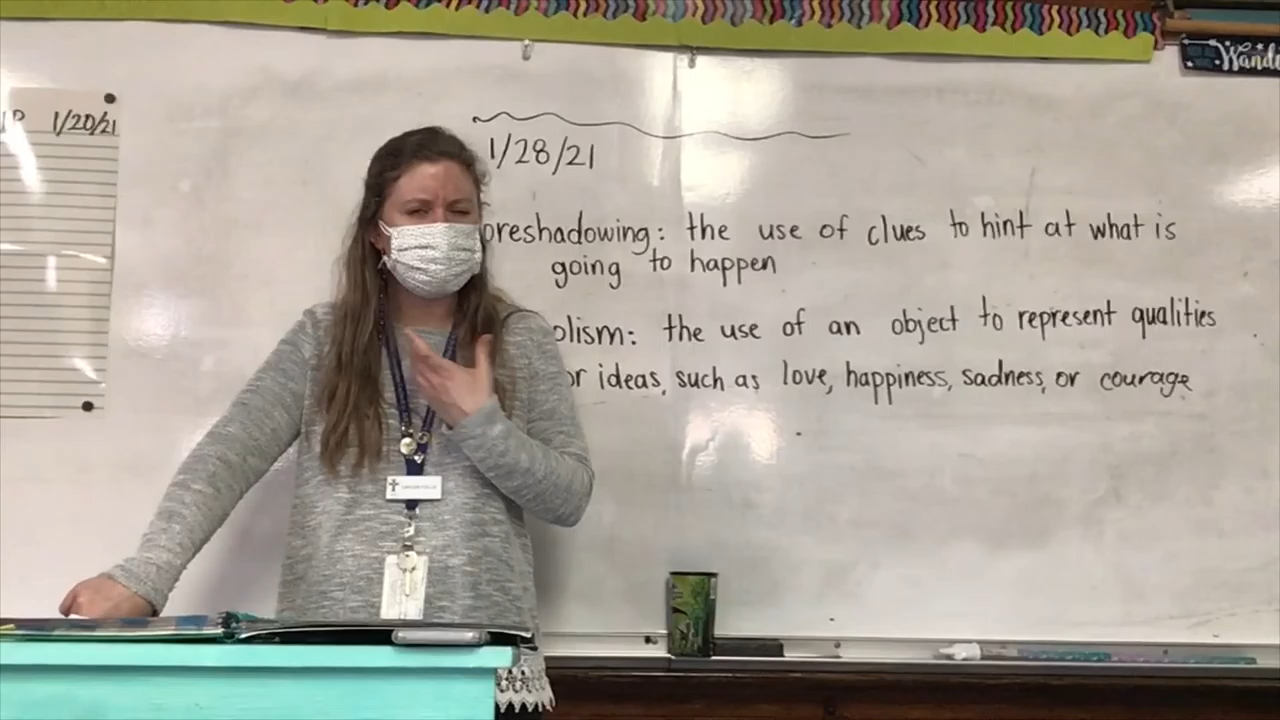 1/20/21
1/28/21
oreshadowing: the use of clues to hint at what is
going to happen
olism: the use of an object to represent qualities
or ideas, such as love, happiness, sadness, or courage